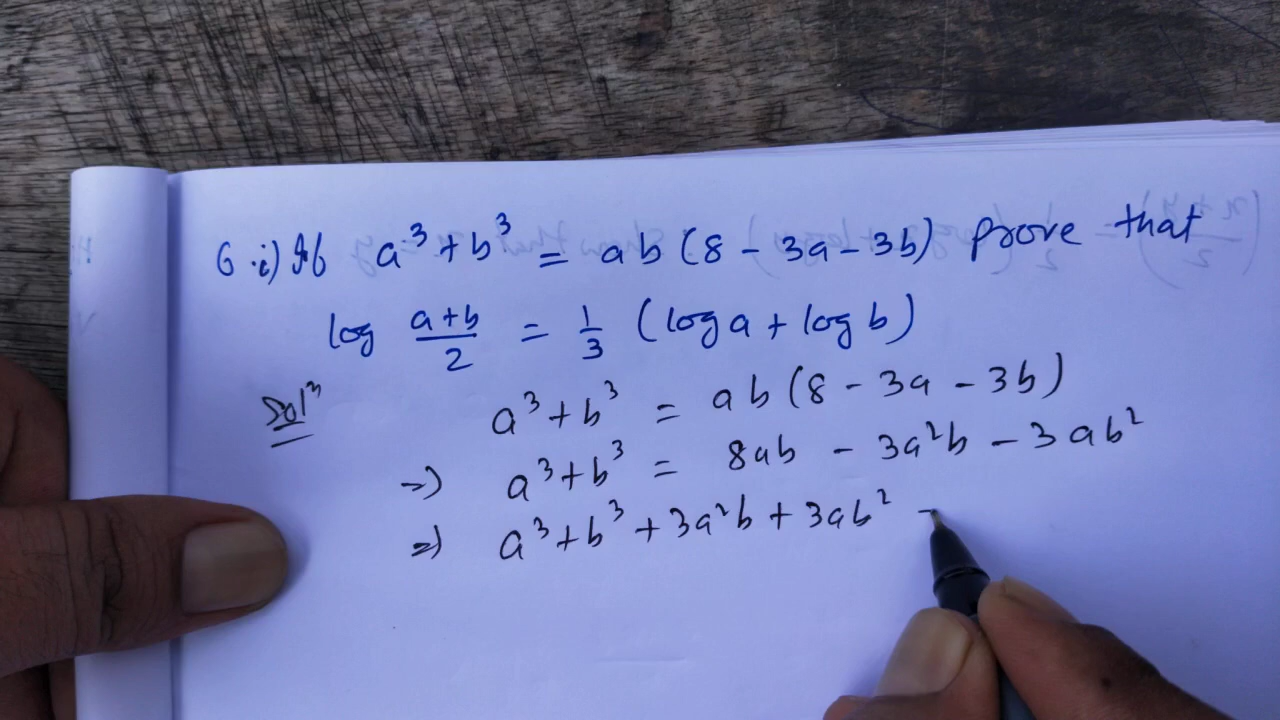 6.i) If a³+b³ = ab(8-3a-3b) prove that
log (a+b)/2 = 1/3 (log a + log b)
Solⁿ a³+b³ = ab(8-3a-3b)
=> a³+b³ = 8ab - 3a²b - 3ab²
=> a³+b³+3a²b+3ab² -